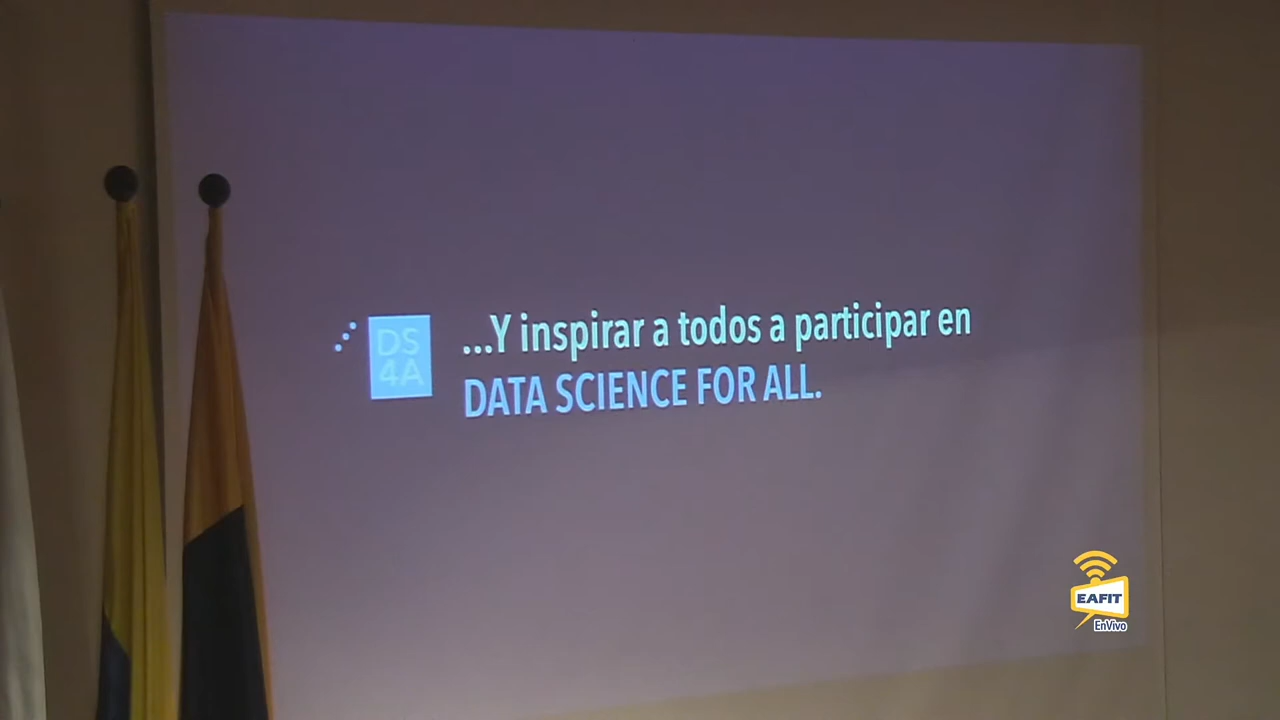 DS
4A
...Y inspirar a todos a participar en
DATA SCIENCE FOR ALL.
EAFIT
EnVivo